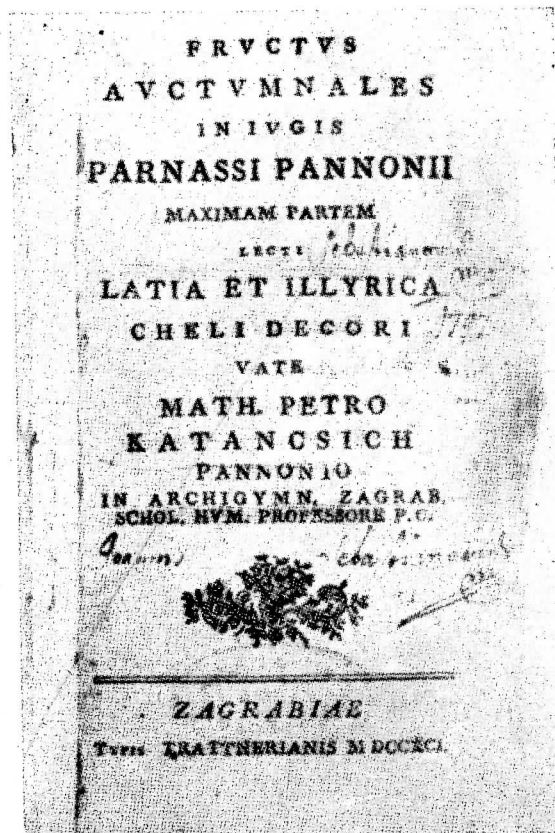 FRVCTVS
AVCTVMNALES
IN IVGIS
PARNASSI PANNONII
MAXIMAM PARTEM
LECTI
LATIA ET ILLYRICA
CHELI DECORI
VATE
MATH. PETRO
KATANCSICH
PANNONIO
IN ARCHIGYMN. ZAGRAB.
SCHOL. HVM. PROFESSORE P. O.
ZAGRABIAE
TYPIS TRATTNERIANIS MDCCXCI.